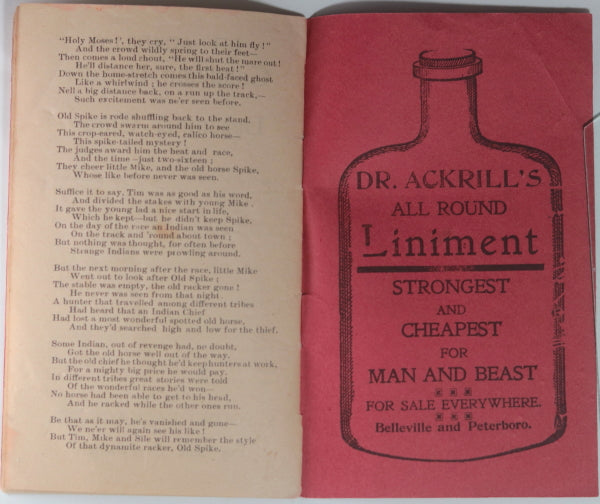 "Holy Moses!", they cry, "Just look at him fly!"
And the crowd wildly spring to their feet—
Then comes a loud chout, "He will shut the mare out!
He'll distance her, sure, the first heat!"
Down the home-stretch comes this bald-faced ghost
Like a whirlwind; he crosses the score!
Nell a big distance back, on a run up the track,—
Such excitement was ne'er seen before.
Old Spike is rode shuffling back to the stand,
The crowd swarm around him to see
This crop-eared, watch-eyed, calico horse—
This spike-tailed mystery!
The judges award him the heat and race,
And the time—just two-sixteen;
They cheer little Mike, and the old horse Spike,
Whose like before never was seen.
Suffice it to say, Tim was as good as his word,
And divided the stakes with young Mike.
It gave the young lad a nice start in life,
Which he kept—but he didn't keep Spike.
On the day of the race an Indian was seen
On the track and 'round about town;
But nothing was thought, for often before
Strange Indians were prowling around.
But the next morning after the race, little Mike
Went out to look after Old Spike;
The stable was empty, the old racker gone!
He never was seen from that night.
A hunter that travelled among different tribes
Had heard that an Indian Chief
Had lost a most wonderful spotted old horse,
And they'd searched high and low for the thief.
Some Indian, out of revenge had, no doubt,
Got the old horse well out of the way.
But the old chief he thought he'd keep hunters at work,
For a mighty big price he would pay.
In different tribes great stories were told
Of the wonderful races he'd won—
No horse had been able to get to his head,
And he racked while the other ones run.
Be that as it may, he's vanished and gone—
We ne'er will again see his like!
But Tim, Mike and Sile will remember the style
Of that dynamite racker, Old Spike.
DR. ACKRILL'S
ALL ROUND
Liniment
STRONGEST
AND
CHEAPEST
FOR
MAN AND BEAST
FOR SALE EVERYWHERE.
Belleville and Peterboro.